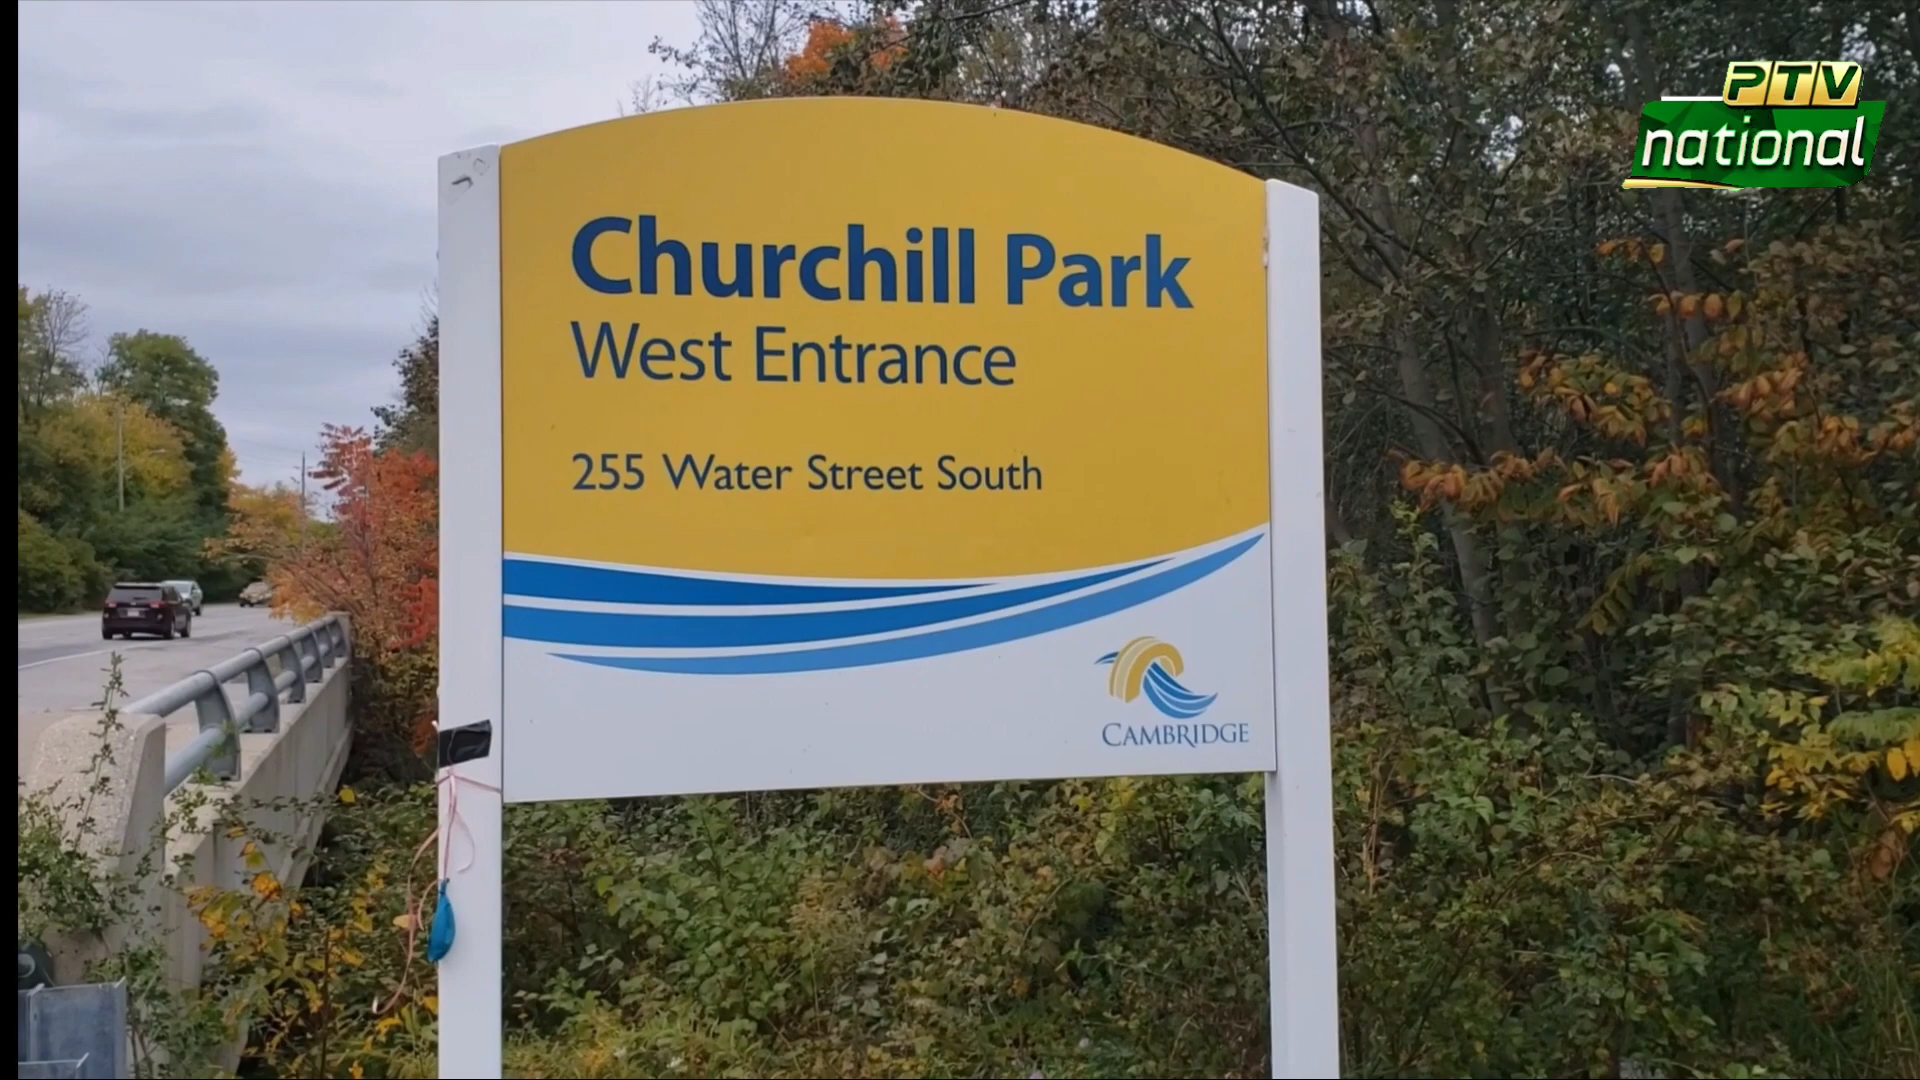 PTV
national
Churchill Park
West Entrance
255 Water Street South
CAMBRIDGE